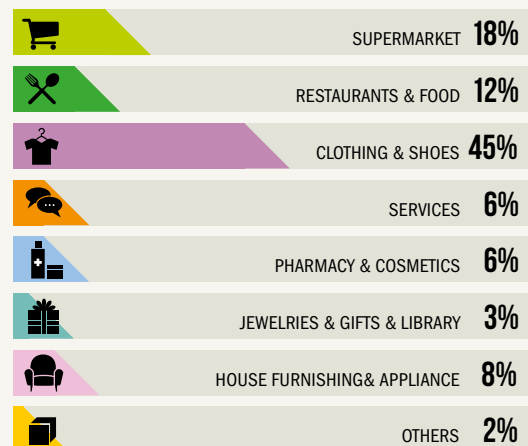 SUPERMARKET 18%
RESTAURANTS & FOOD 12%
CLOTHING & SHOES 45%
SERVICES 6%
PHARMACY & COSMETICS 6%
JEWELRIES & GIFTS & LIBRARY 3%
HOUSE FURNISHING& APPLIANCE 8%
OTHERS 2%